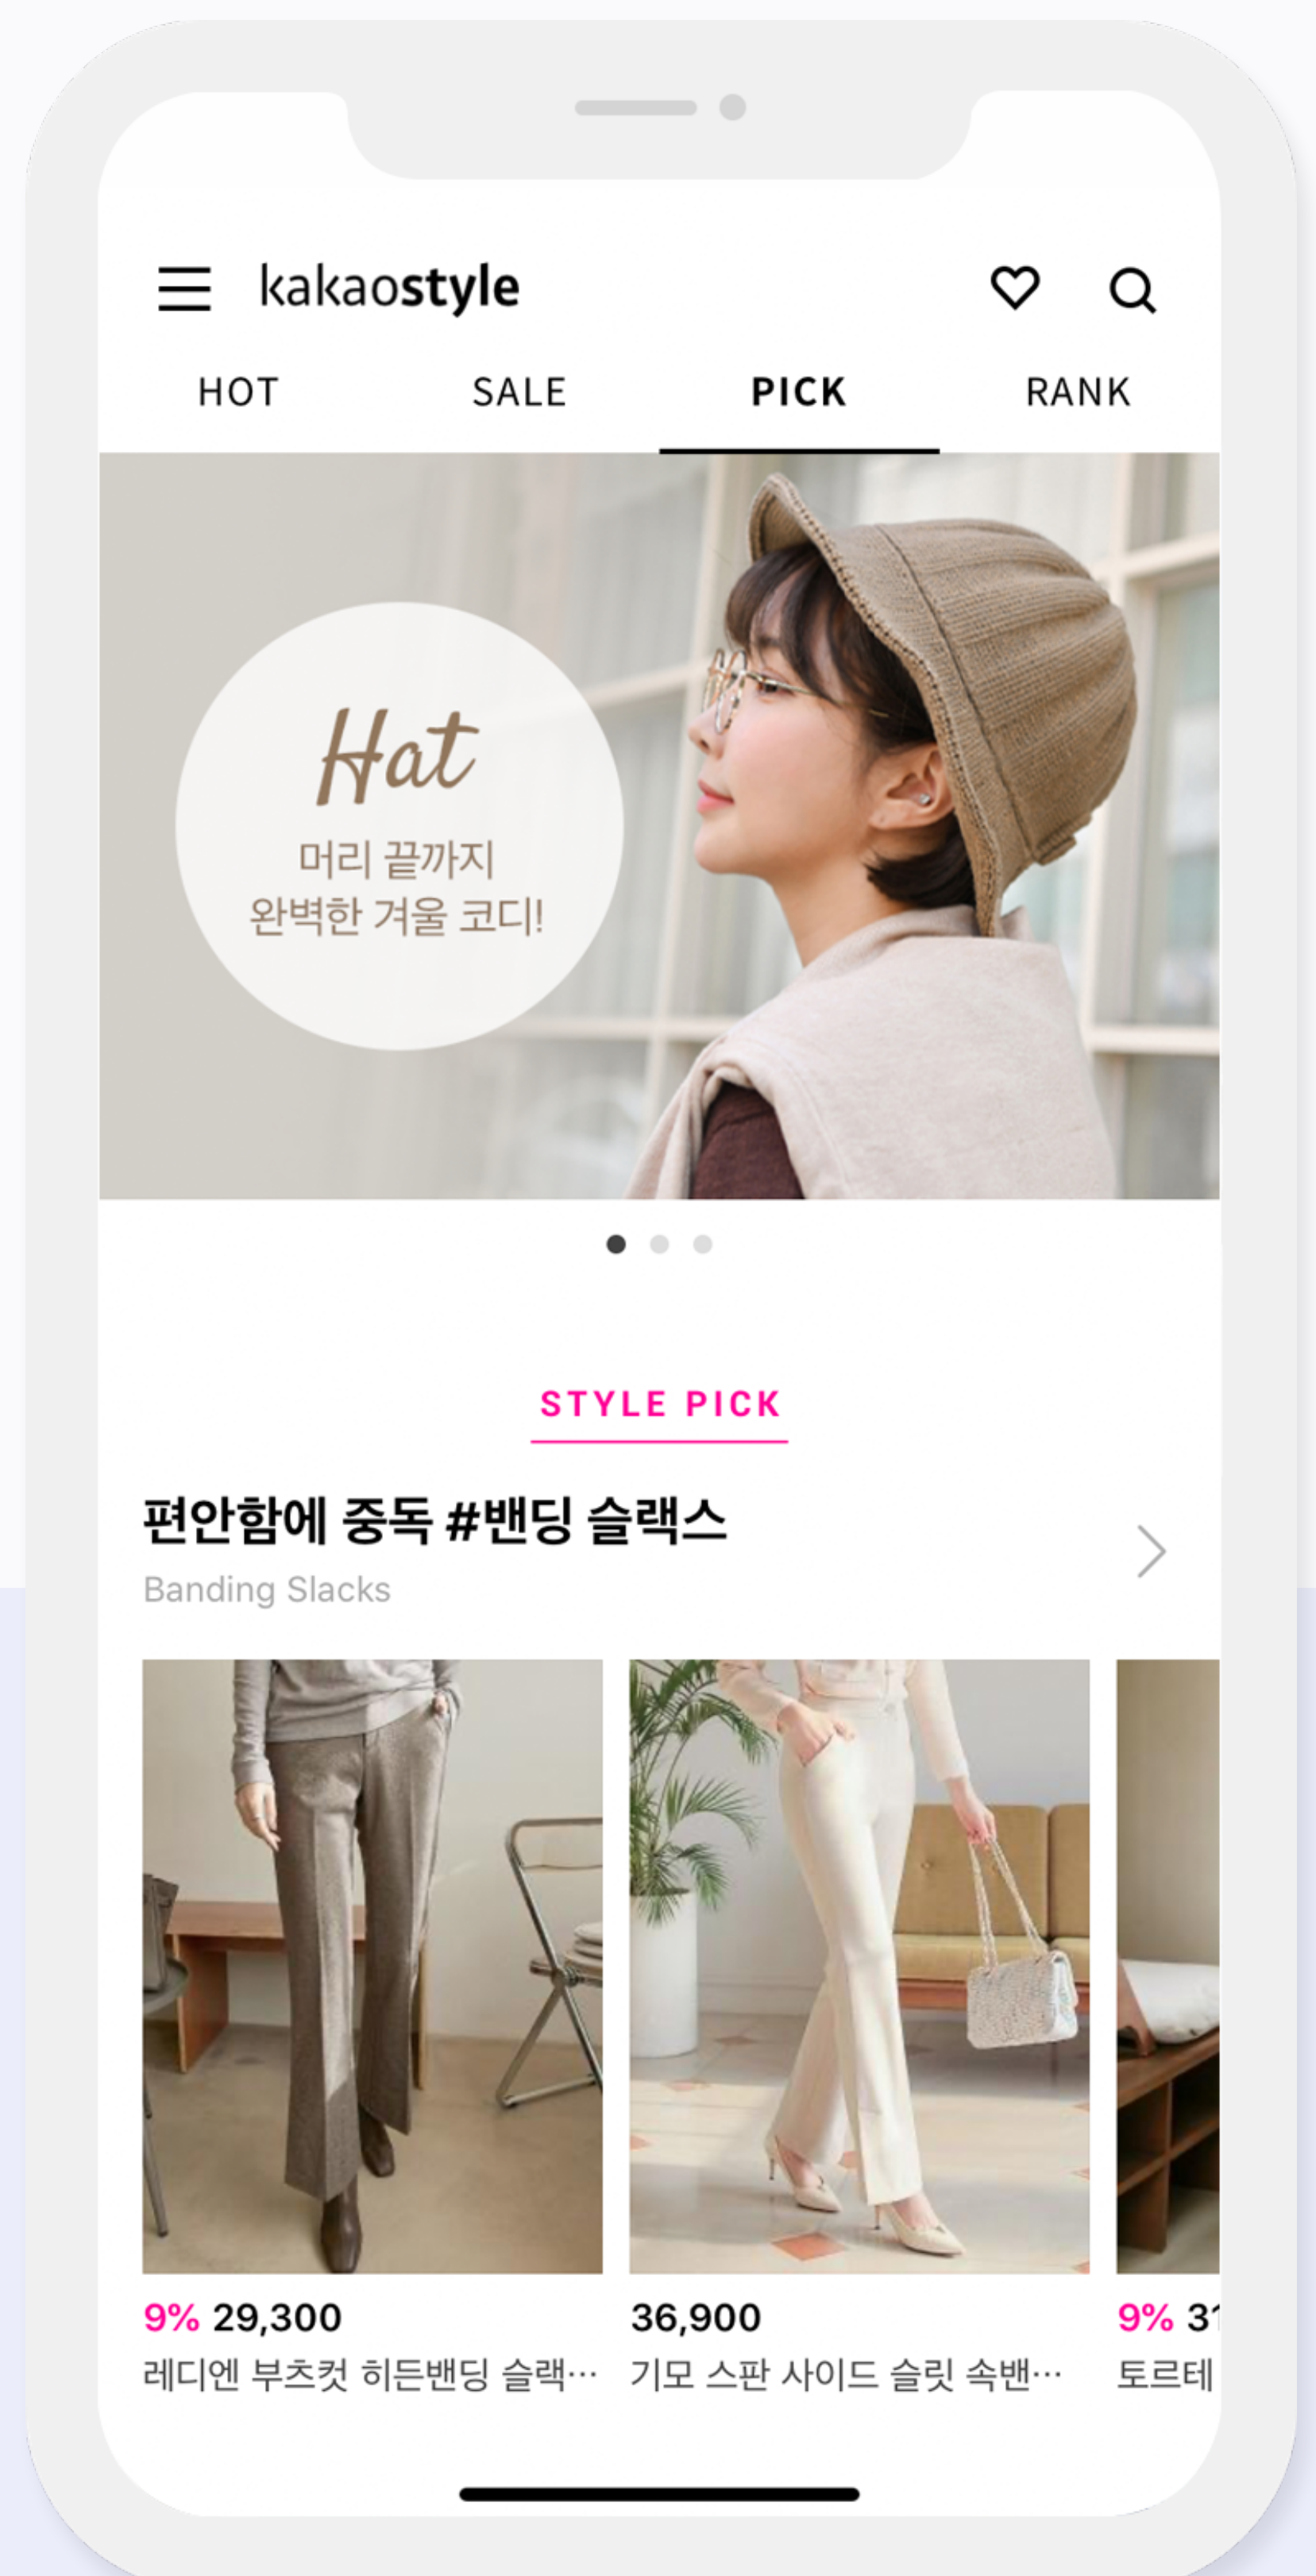 kakaostyle
HOT SALE PICK RANK
Hat
머리 끝까지
완벽한 겨울 코디!
STYLE PICK
편안함에 중독 #밴딩 슬랙스
Banding Slacks
9% 29,300
레디엔 부츠컷 히든밴딩 슬랙…
36,900
기모 스판 사이드 슬릿 속밴…
9% 31
토르테